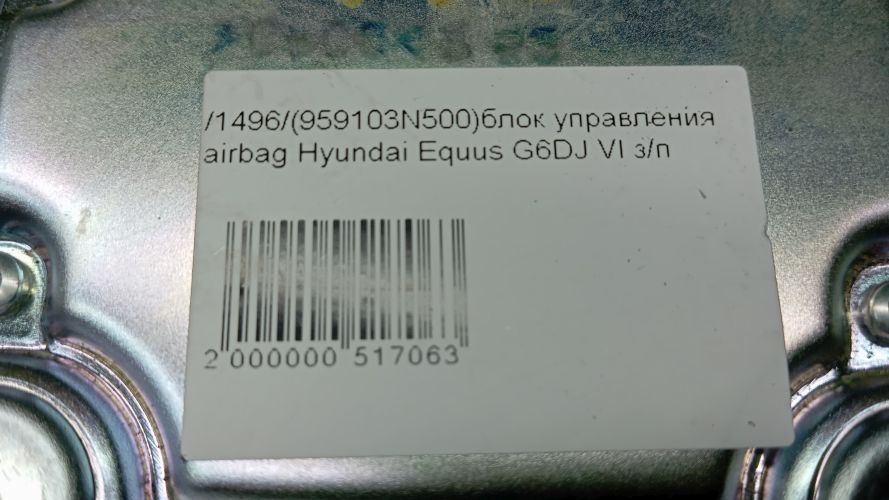 /1496/(959103N500)блок управления
airbag Hyundai Equus G6DJ VI з/п
2 000000 517063